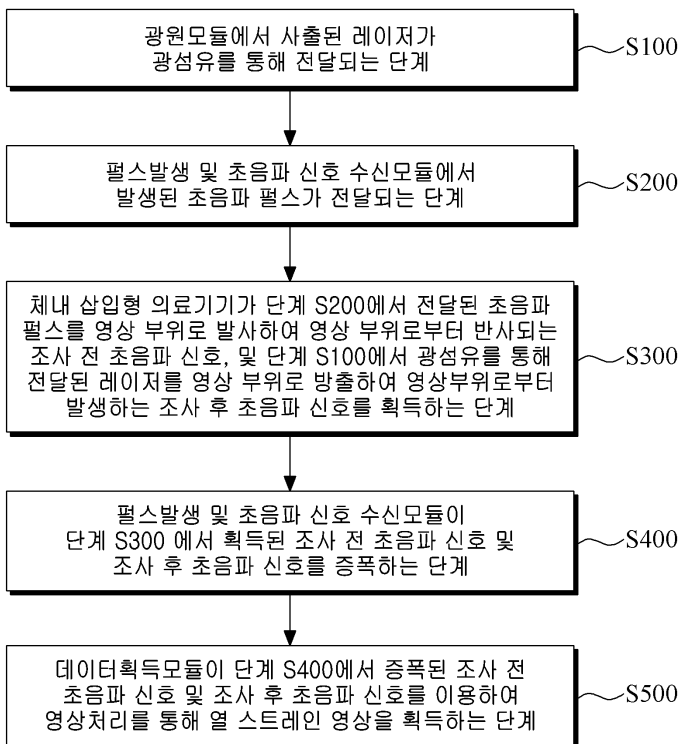 광원모듈에서 사출된 레이저가
광섬유를 통해 전달되는 단계
S100
펄스발생 및 초음파 신호 수신모듈에서
발생된 초음파 펄스가 전달되는 단계
S200
체내 삽입형 의료기기가 단계 S200에서 전달된 초음파
펄스를 영상 부위로 발사하여 영상 부위로부터 반사되는
조사 전 초음파 신호, 및 단계 S100에서 광섬유를 통해
전달된 레이저를 영상 부위로 방출하여 영상부위로부터
발생하는 조사 후 초음파 신호를 획득하는 단계
S300
펄스발생 및 초음파 신호 수신모듈이
단계 S300 에서 획득된 조사 전 초음파 신호 및
조사 후 초음파 신호를 증폭하는 단계
S400
데이터획득모듈이 단계 S400에서 증폭된 조사 전
초음파 신호 및 조사 후 초음파 신호를 이용하여
영상처리를 통해 열 스트레인 영상을 획득하는 단계
S500